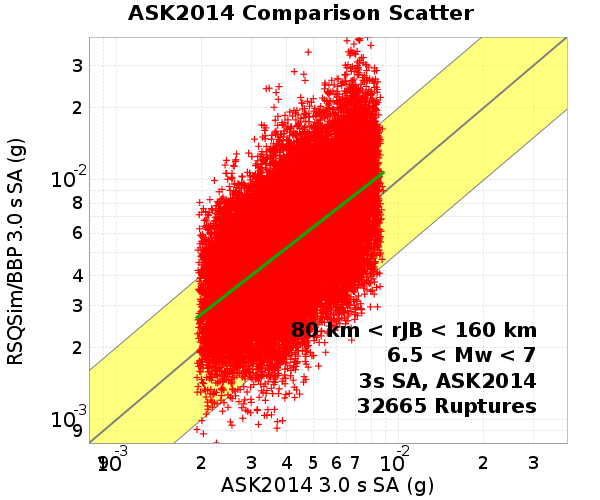 ASK2014 Comparison Scatter
RSQSim/BBP 3.0 s SA (g)
3
2
10-2
8
6
4
3
2
10-3
9
80 km < rJB < 160 km
6.5 < Mw < 7
3s SA, ASK2014
32665 Ruptures
9 10-3 2 3 4 5 6 7 10-2 2 3
ASK2014 3.0 s SA (g)